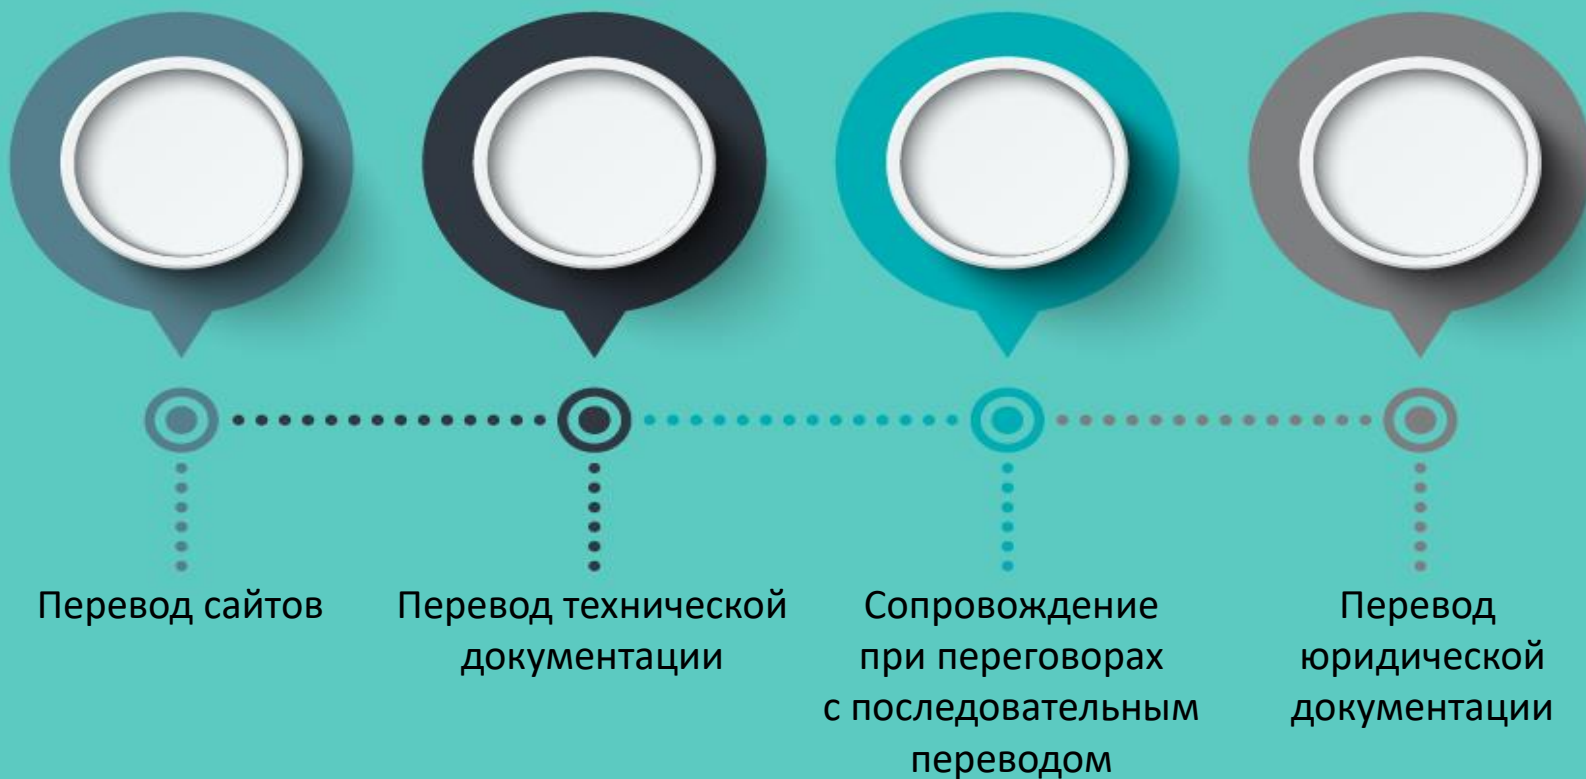 Перевод сайтов
Перевод технической
документации
Сопровождение
при переговорах
с последовательным
переводом
Перевод
юридической
документации